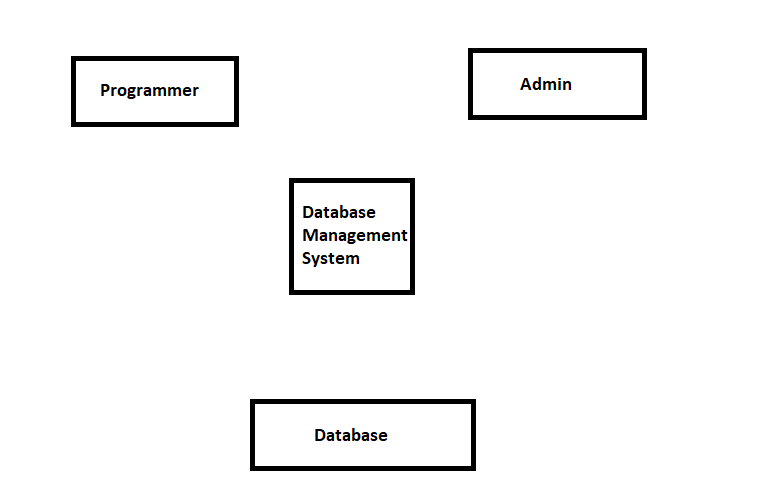 Programmer
Admin
Database
Management
System
Database